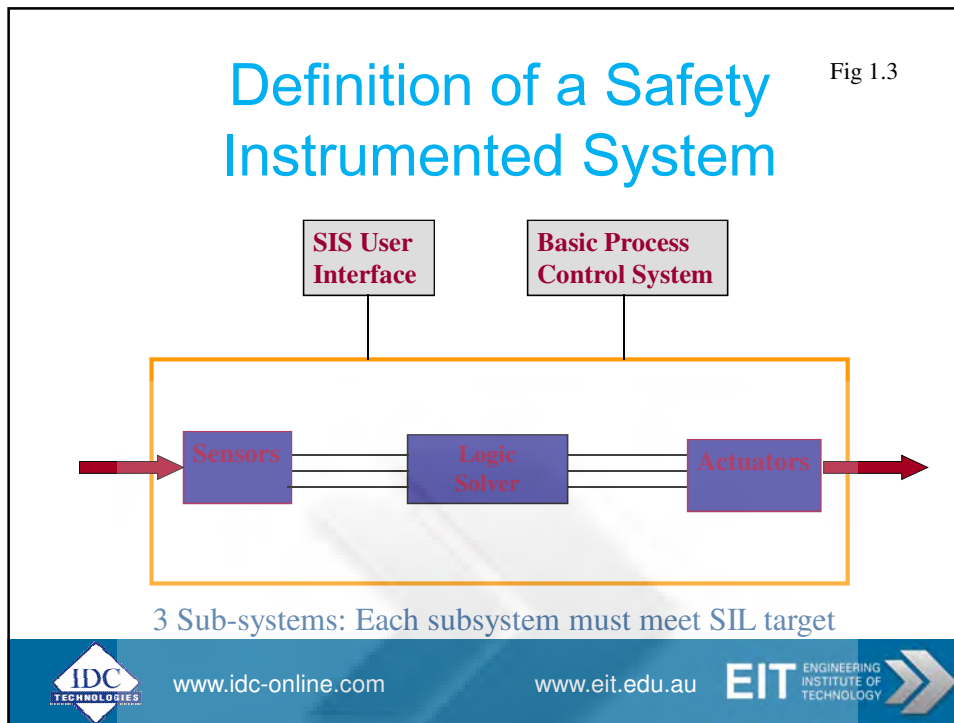 Definition of a Safety
Instrumented System
Fig 1.3
SIS User
Interface
Basic Process
Control System
Sensors
Logic
Solver
Actuators
3 Sub-systems: Each subsystem must meet SIL target
IDC
TECHNOLOGIES
www.idc-online.com
www.eit.edu.au
EIT
ENGINEERING
INSTITUTE OF
TECHNOLOGY